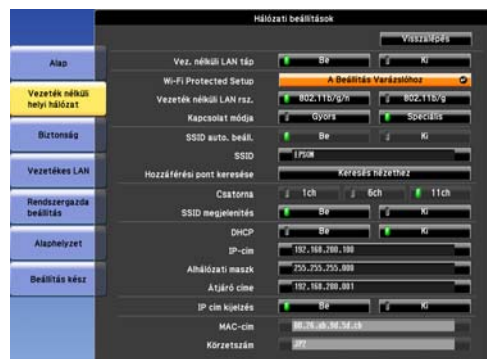 Hálózati beállítások
Visszalépés
Alap
Vezeték nélküli
helyi hálózat
Biztonság
Vezetékes LAN
Rendszergazda
beállítás
Alaphelyzet
Beállítás kész
Vez. nélküli LAN táp Be Ki
Wi-Fi Protected Setup A Beállítás Varázslóhoz
Vezeték nélküli LAN rsz. 802.11b/g/n 802.11b/g
Kapcsolat módja Gyors Speciális
SSID auto. beáll. Be Ki
SSID EPSON
Hozzáférési pont keresése Keresés nézethez
Csatorna 1ch 6ch 11ch
SSID megjelenítés Be Ki
DHCP Be Ki
IP-cím 192.168.200.100
Alhálózati maszk 255.255.255.000
Átjáró címe 192.168.200.001
IP cím kijelzés Be Ki
MAC-cím
Körzetszám JP2